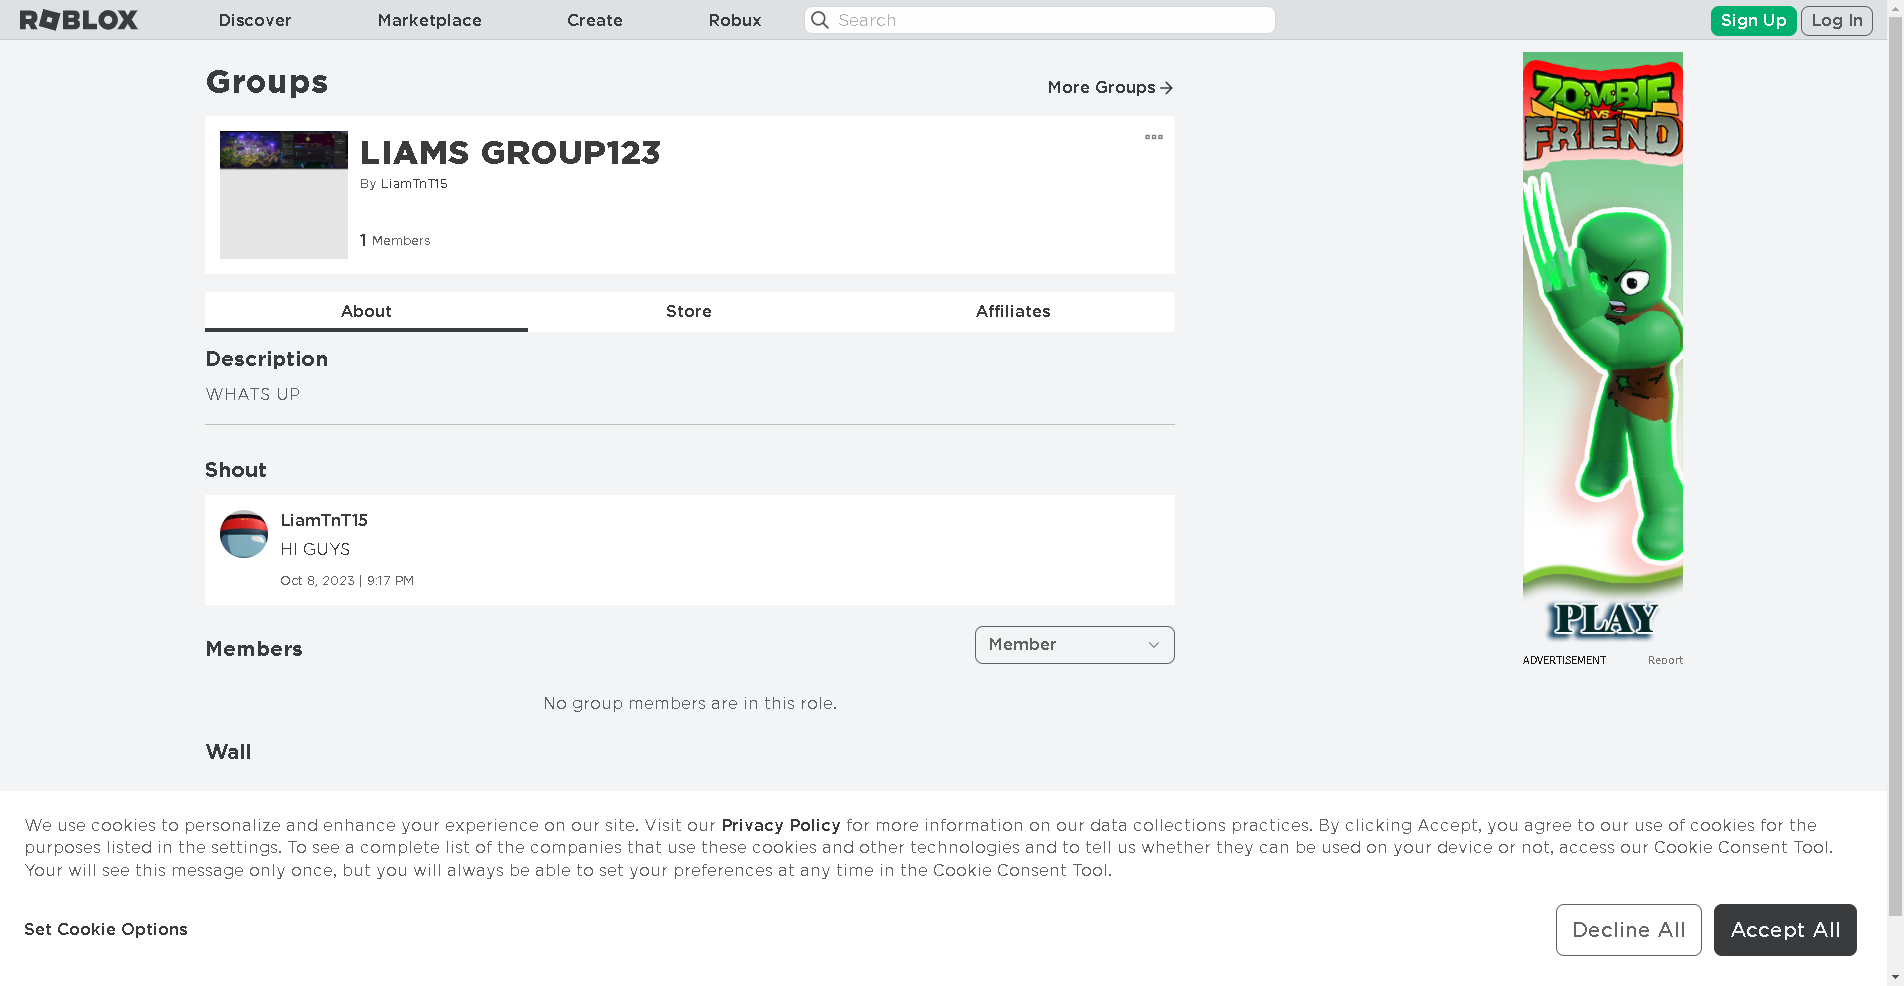 ROBLOX
Discover
Marketplace
Create
Robux
Search
Sign Up
Log In
Groups
More Groups
LIAMS GROUP123
By LiamTnT15
1 Members
About
Store
Affiliates
Description
WHATS UP
Shout
LiamTnT15
HI GUYS
Oct 8, 2023 | 9:17 PM
Members
Member
No group members are in this role.
Wall
ZOMBIE
VS
FRIEND
PLAY
ADVERTISEMENT
Report
We use cookies to personalize and enhance your experience on our site. Visit our Privacy Policy for more information on our data collections practices. By clicking Accept, you agree to our use of cookies for the
purposes listed in the settings. To see a complete list of the companies that use these cookies and other technologies and to tell us whether they can be used on your device or not, access our Cookie Consent Tool.
Your will see this message only once, but you will always be able to set your preferences at any time in the Cookie Consent Tool.
Set Cookie Options
Decline All
Accept All